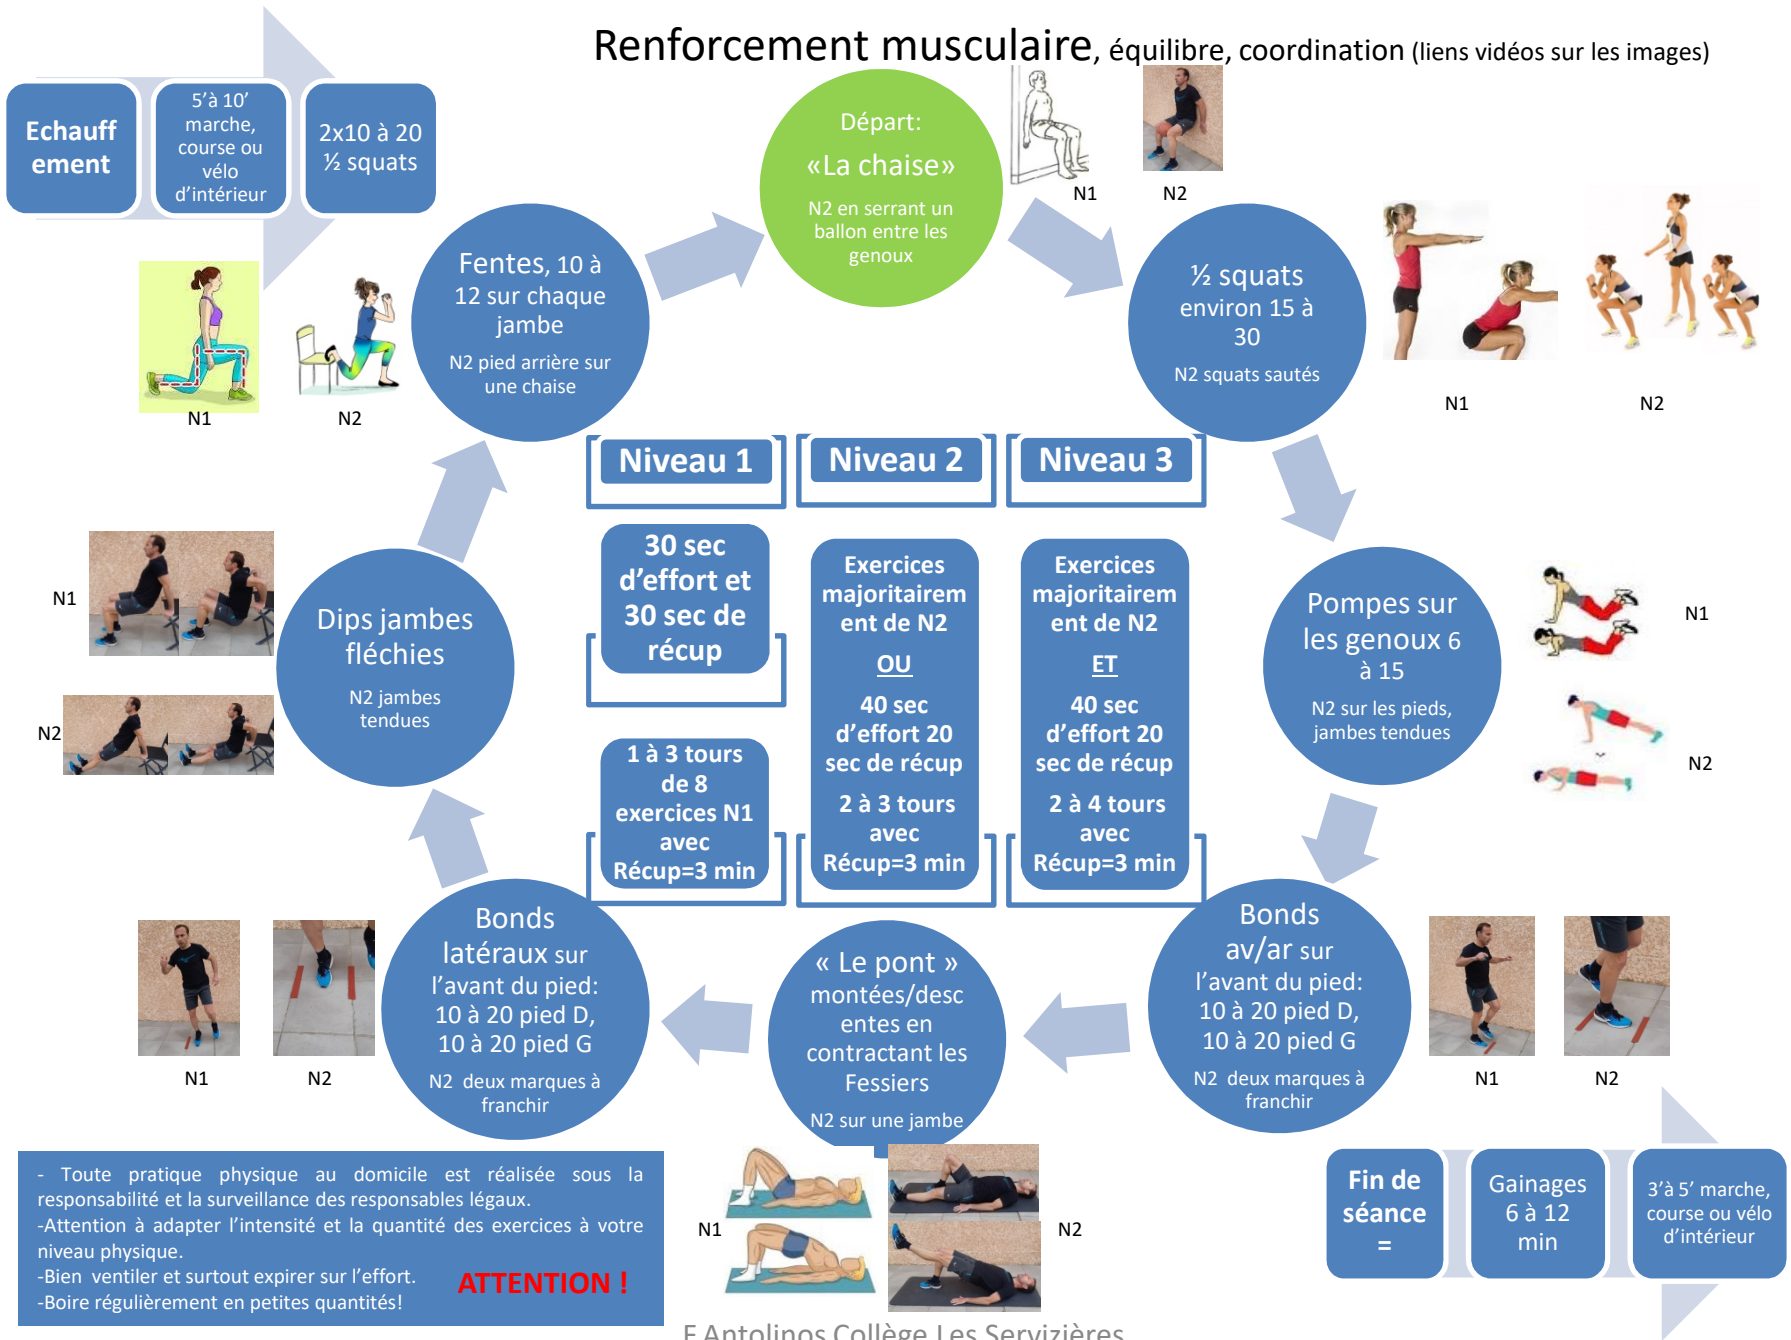 Renforcement musculaire, équilibre, coordination (liens vidéos sur les images)
Echauff
ement
5’à 10’
marche,
course ou
vélo
d’intérieur
2x10 à 20
½ squats
Départ:
«La chaise»
N2 en serrant un
ballon entre les
genoux
N1
N2
½ squats
environ 15 à
30
N2 squats sautés
N1
N2
Pompes sur
les genoux 6
à 15
N2 sur les pieds,
jambes tendues
N1
N2
Bonds
av/ar sur
l’avant du pied:
10 à 20 pied D,
10 à 20 pied G
N2 deux marques à
franchir
N1
N2
« Le pont »
montées/desc
entes en
contractant les
Fessiers
N2 sur une jambe
N1
N2
Bonds
latéraux sur
l’avant du pied:
10 à 20 pied D,
10 à 20 pied G
N2 deux marques à
franchir
N1
N2
Dips jambes
fléchies
N2 jambes
tendues
N1
N2
Fentes, 10 à
12 sur chaque
jambe
N2 pied arrière sur
une chaise
N1
N2
Niveau 1
30 sec
d’effort et
30 sec de
récup
1 à 3 tours
de 8
exercices N1
avec
Récup=3 min
Niveau 2
Exercices
majoritairem
ent de N2
OU
40 sec
d’effort 20
sec de récup
2 à 3 tours
avec
Récup=3 min
Niveau 3
Exercices
majoritairem
ent de N2
ET
40 sec
d’effort 20
sec de récup
2 à 4 tours
avec
Récup=3 min
- Toute pratique physique au domicile est réalisée sous la
responsabilité et la surveillance des responsables légaux.
-Attention à adapter l’intensité et la quantité des exercices à votre
niveau physique.
-Bien ventiler et surtout expirer sur l’effort.
-Boire régulièrement en petites quantités!
ATTENTION !
Fin de
séance
=
Gainages
6 à 12
min
3’à 5’ marche,
course ou vélo
d’intérieur
F Antolinos Collège Les Servizières